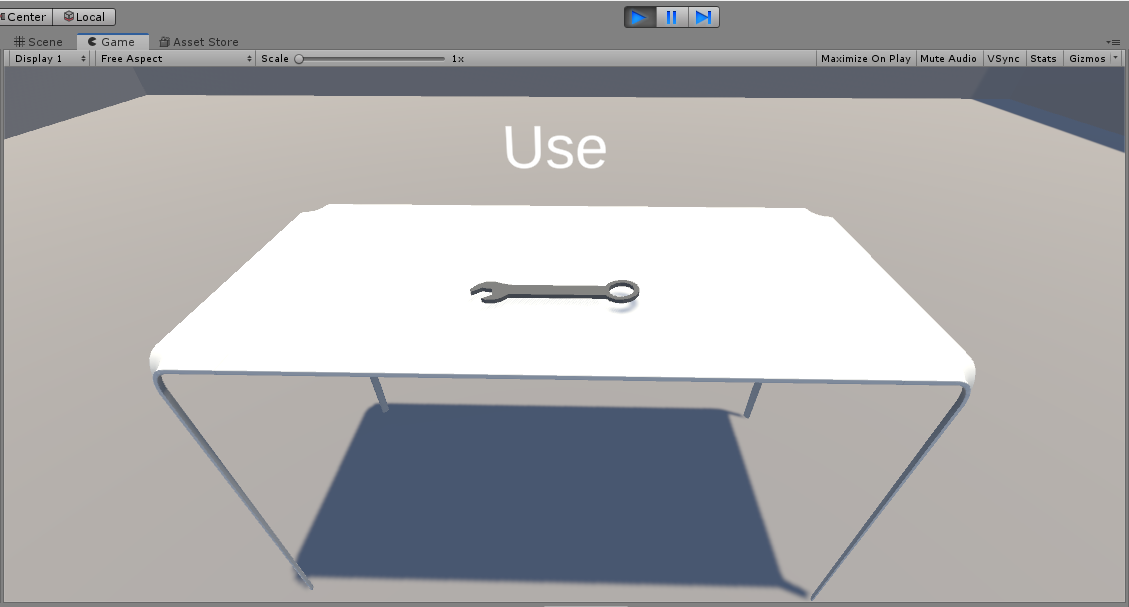 Center Local
Scene Game Asset Store
Display 1 Free Aspect Scale 1x Maximize On Play Mute Audio VSync Stats Gizmos
Use